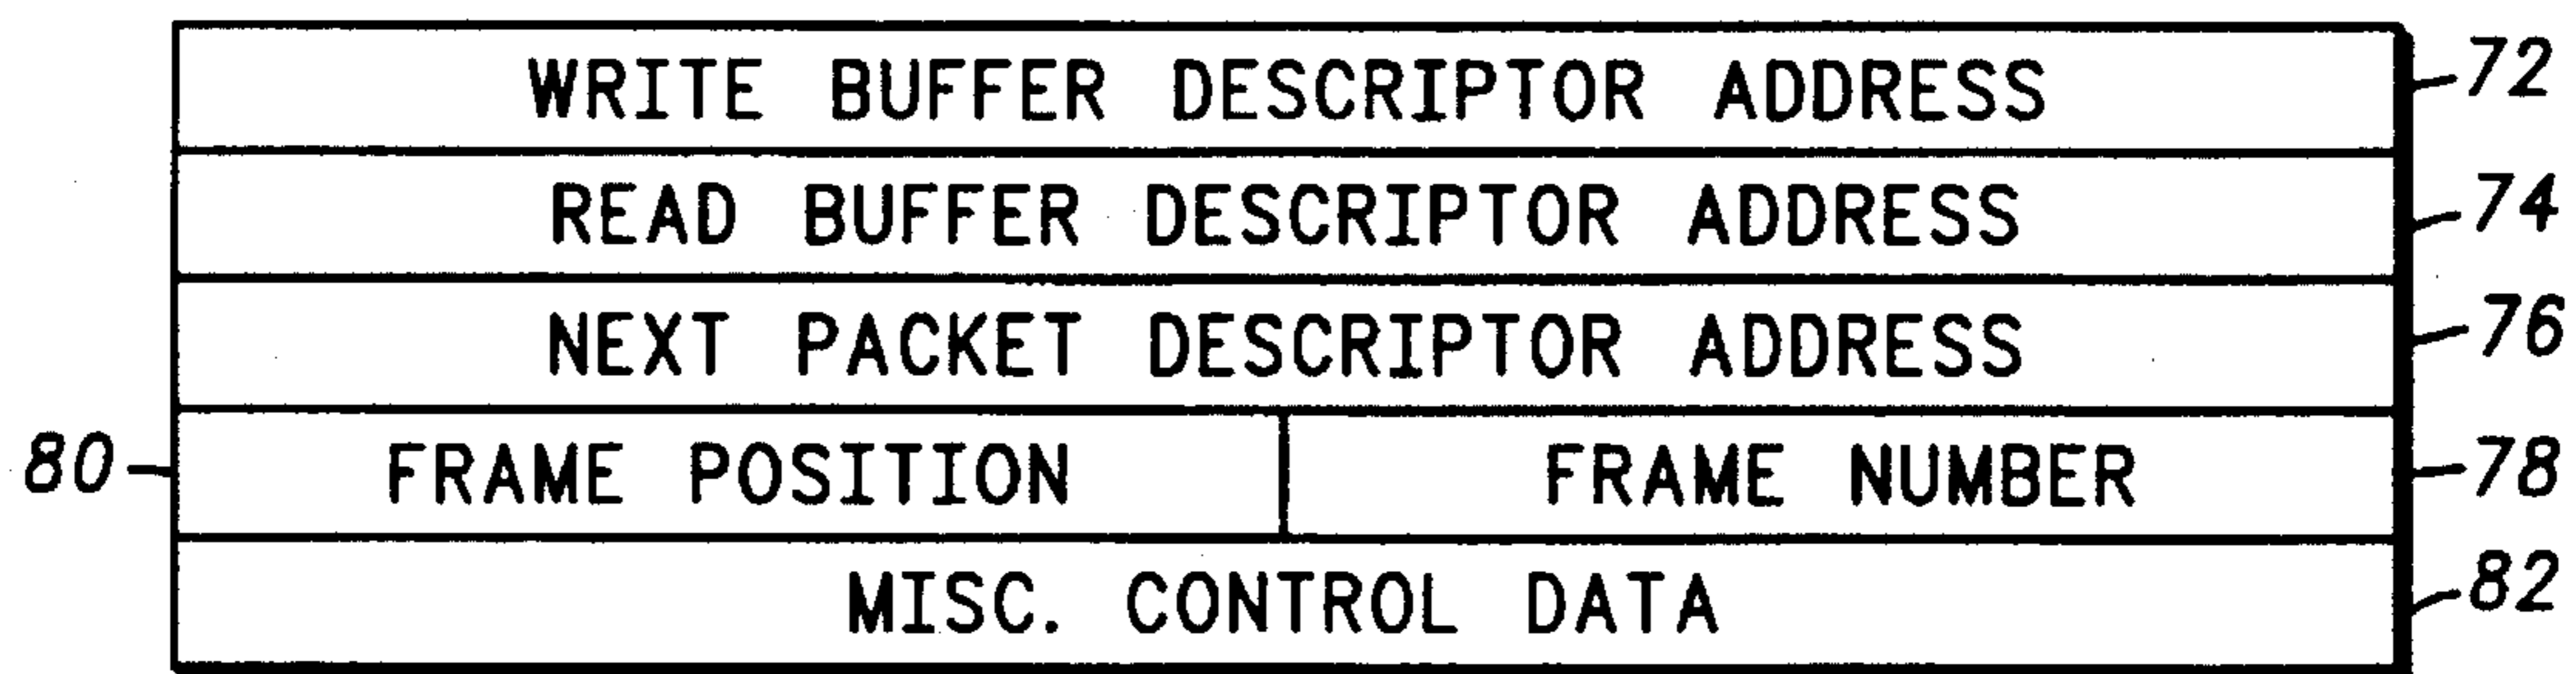 WRITE BUFFER DESCRIPTOR ADDRESS 72
READ BUFFER DESCRIPTOR ADDRESS 74
NEXT PACKET DESCRIPTOR ADDRESS 76
80 FRAME POSITION FRAME NUMBER 78
MISC. CONTROL DATA 82